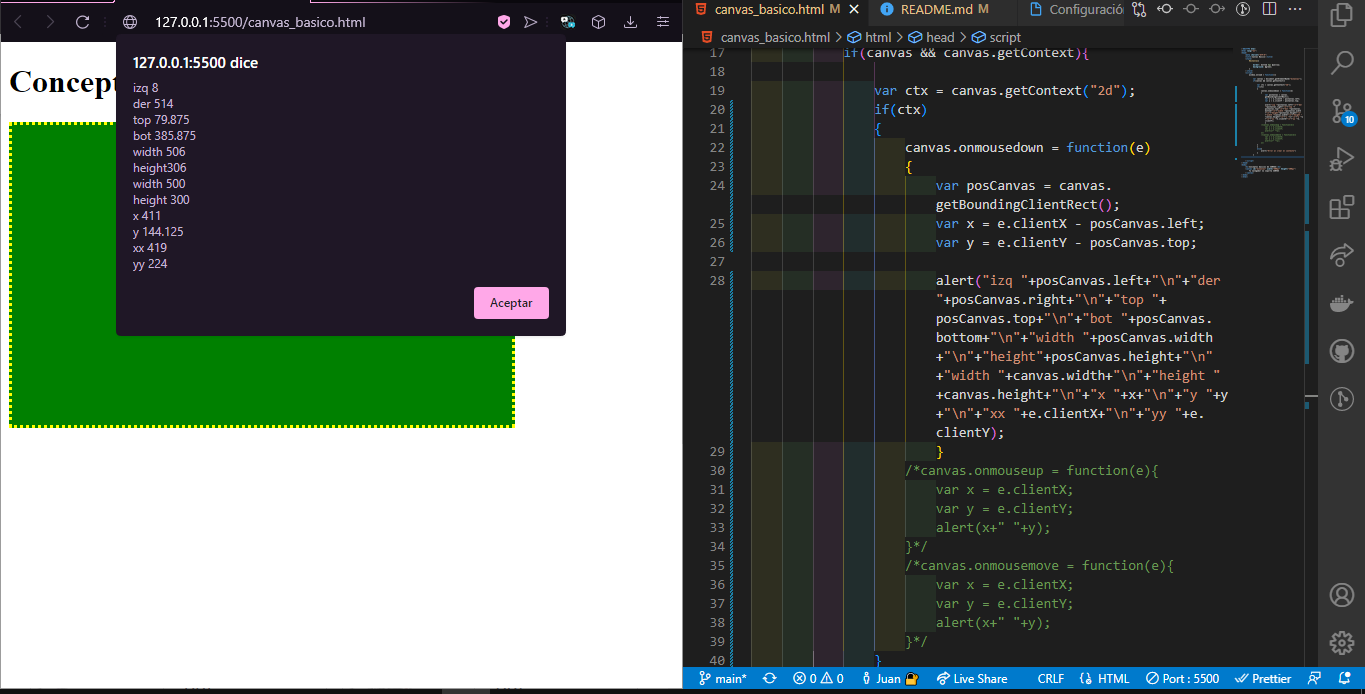 127.0.0.1:5500/canvas_basico.html
127.0.0.1:5500 dice
izq 8
der 514
top 79.875
bot 385.875
width 506
height306
width 500
height 300
x 411
y 144.125
xx 419
yy 224
Aceptar
Concept
canvas_basico.html M
README.md M
Configuració
canvas_basico.html > html > head > script
17 if(canvas && canvas.getContext){
18
19 var ctx = canvas.getContext("2d");
20 if(ctx)
21 {
22 canvas.onmousedown = function(e)
23 {
24 var posCanvas = canvas.
getBoundingClientRect();
25 var x = e.clientX - posCanvas.left;
26 var y = e.clientY - posCanvas.top;
27
28 alert("izq "+posCanvas.left+"\n"+"der
"+posCanvas.right+"\n"+"top "+
posCanvas.top+"\n"+"bot "+posCanvas.
bottom+"\n"+"width "+posCanvas.width
+"\n"+"height"+posCanvas.height+"\n"
+"width "+canvas.width+"\n"+"height "
+canvas.height+"\n"+"x "+x+"\n"+"y "+y
+"\n"+"xx "+e.clientX+"\n"+"yy "+e.
clientY);
29 }
30 /*canvas.onmouseup = function(e){
31 var x = e.clientX;
32 var y = e.clientY;
33 alert(x+" "+y);
34 }*/
35 /*canvas.onmousemove = function(e){
36 var x = e.clientX;
37 var y = e.clientY;
38 alert(x+" "+y);
39 }*/
40 }
10
main* 0 0 Juan Live Share CRLF HTML Port : 5500 Prettier